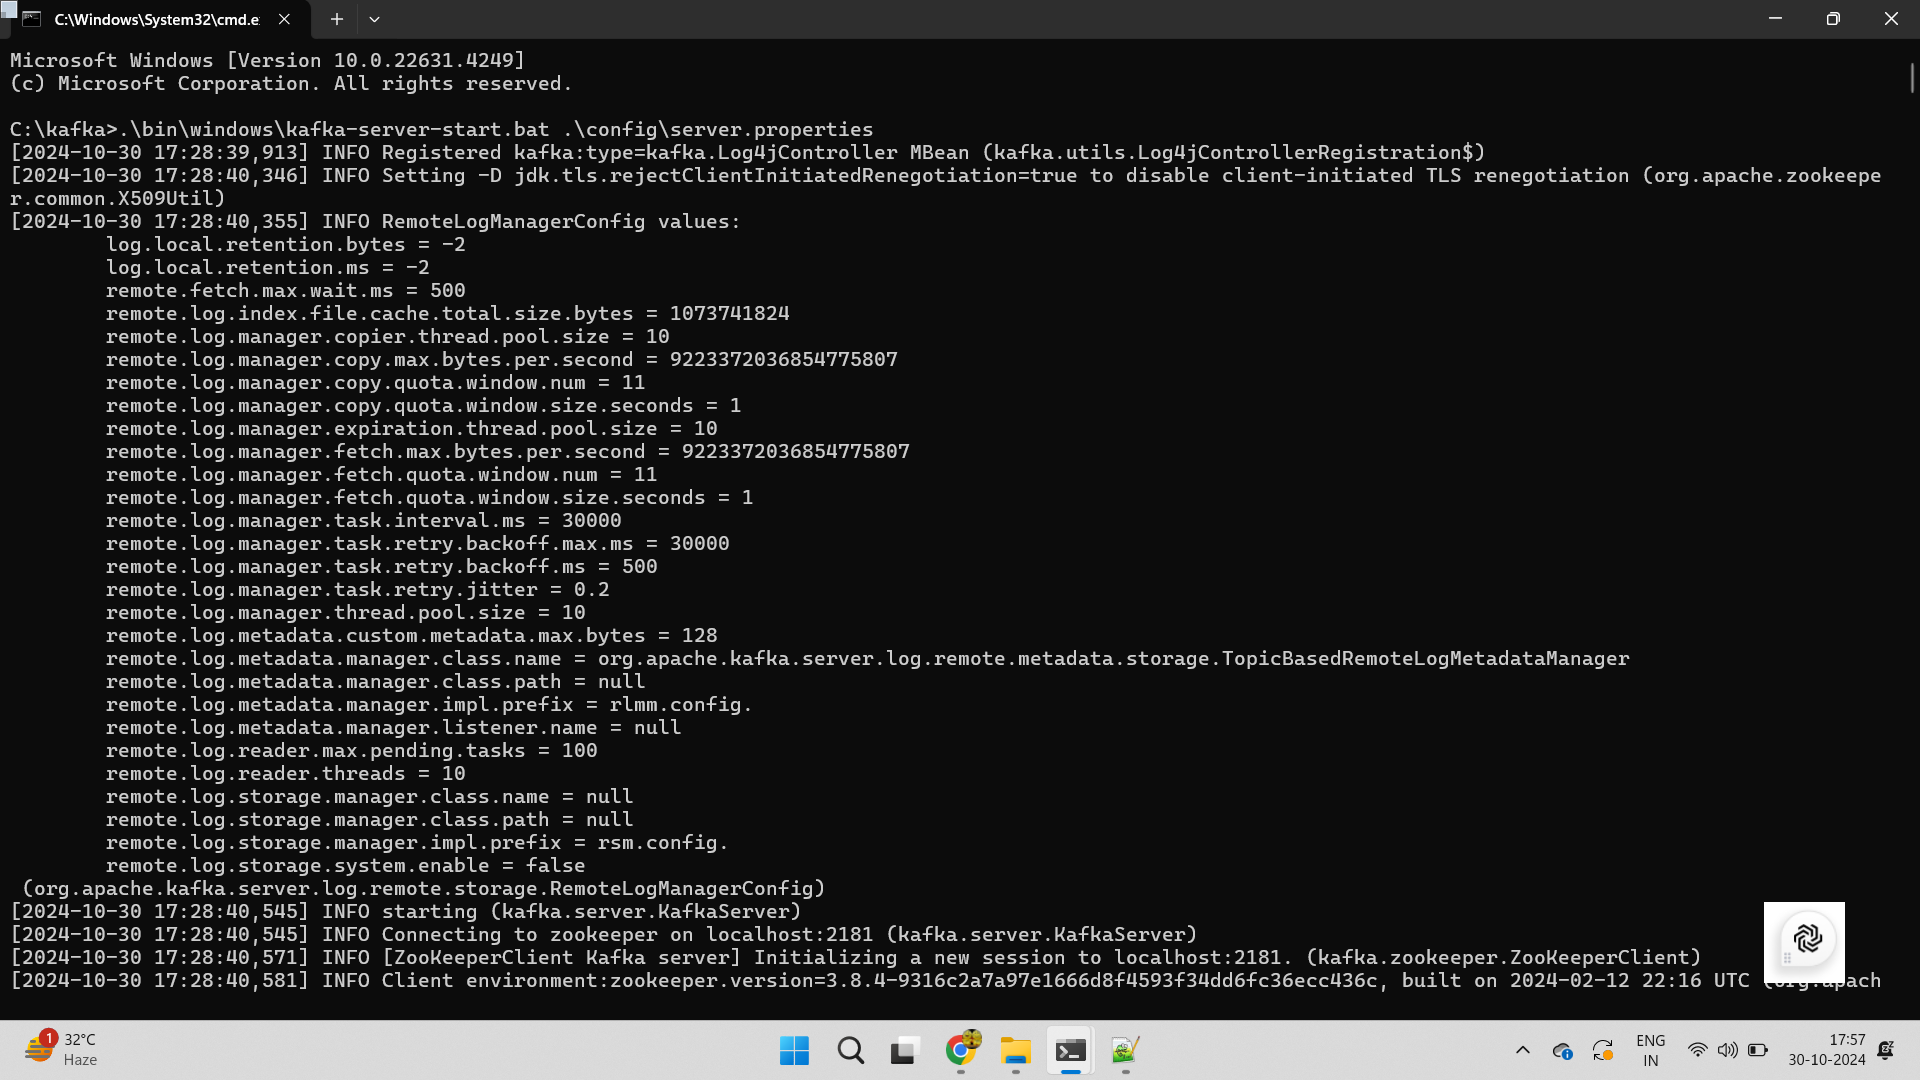 C:\Windows\System32\cmd.e
Microsoft Windows [Version 10.0.22631.4249]
(c) Microsoft Corporation. All rights reserved.
C:\kafka>.\bin\windows\kafka-server-start.bat .\config\server.properties
[2024-10-30 17:28:39,913] INFO Registered kafka:type=kafka.Log4jController MBean (kafka.utils.Log4jControllerRegistration$)
[2024-10-30 17:28:40,346] INFO Setting -D jdk.tls.rejectClientInitiatedRenegotiation=true to disable client-initiated TLS renegotiation (org.apache.zookeepe
r.common.X509Util)
[2024-10-30 17:28:40,355] INFO RemoteLogManagerConfig values:
log.local.retention.bytes = -2
log.local.retention.ms = -2
remote.fetch.max.wait.ms = 500
remote.log.index.file.cache.total.size.bytes = 1073741824
remote.log.manager.copier.thread.pool.size = 10
remote.log.manager.copy.max.bytes.per.second = 9223372036854775807
remote.log.manager.copy.quota.window.num = 11
remote.log.manager.copy.quota.window.size.seconds = 1
remote.log.manager.expiration.thread.pool.size = 10
remote.log.manager.fetch.max.bytes.per.second = 9223372036854775807
remote.log.manager.fetch.quota.window.num = 11
remote.log.manager.fetch.quota.window.size.seconds = 1
remote.log.manager.task.interval.ms = 30000
remote.log.manager.task.retry.backoff.max.ms = 30000
remote.log.manager.task.retry.backoff.ms = 500
remote.log.manager.task.retry.jitter = 0.2
remote.log.manager.thread.pool.size = 10
remote.log.metadata.custom.metadata.max.bytes = 128
remote.log.metadata.manager.class.name = org.apache.kafka.server.log.remote.metadata.storage.TopicBasedRemoteLogMetadataManager
remote.log.metadata.manager.class.path = null
remote.log.metadata.manager.impl.prefix = rlmm.config.
remote.log.metadata.manager.listener.name = null
remote.log.reader.max.pending.tasks = 100
remote.log.reader.threads = 10
remote.log.storage.manager.class.name = null
remote.log.storage.manager.class.path = null
remote.log.storage.manager.impl.prefix = rsm.config.
remote.log.storage.system.enable = false
(org.apache.kafka.server.log.remote.storage.RemoteLogManagerConfig)
[2024-10-30 17:28:40,545] INFO starting (kafka.server.KafkaServer)
[2024-10-30 17:28:40,545] INFO Connecting to zookeeper on localhost:2181 (kafka.server.KafkaServer)
[2024-10-30 17:28:40,571] INFO [ZooKeeperClient Kafka server] Initializing a new session to localhost:2181. (kafka.zookeeper.ZooKeeperClient)
[2024-10-30 17:28:40,581] INFO Client environment:zookeeper.version=3.8.4-9316c2a7a97e1666d8f4593f34dd6fc36ecc436c, built on 2024-02-12 22:16 UTC (org.apach
1
32°C
Haze
ENG
IN
17:57
30-10-2024